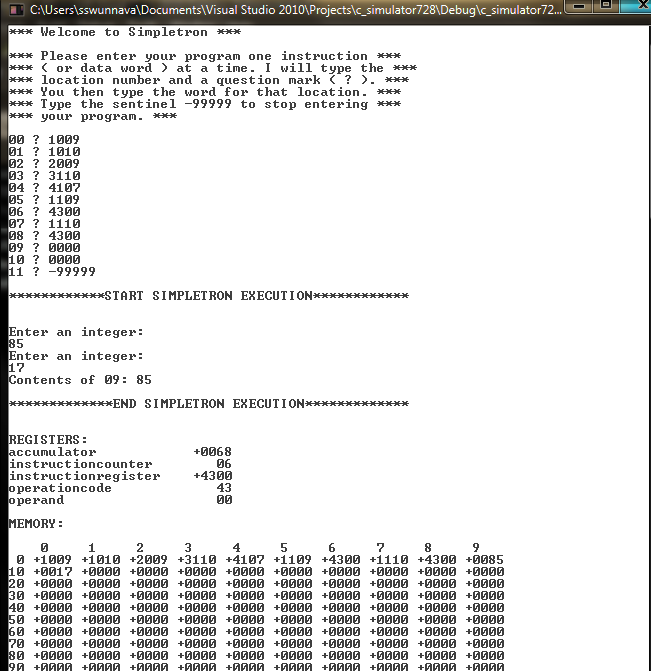 C:\Users\sswunnava\Documents\Visual Studio 2010\Projects\c_simulator728\Debug\c_simulator72...
*** Welcome to Simpletron ***
*** Please enter your program one instruction ***
*** ( or data word ) at a time. I will type the ***
*** location number and a question mark ( ? ). ***
*** You then type the word for that location. ***
*** Type the sentinel -99999 to stop entering ***
*** your program. ***
00 ? 1009
01 ? 1010
02 ? 2009
03 ? 3110
04 ? 4107
05 ? 1109
06 ? 4300
07 ? 1110
08 ? 4300
09 ? 0000
10 ? 0000
11 ? -99999
************START SIMPLETRON EXECUTION************
Enter an integer:
85
Enter an integer:
17
Contents of 09: 85
*************END SIMPLETRON EXECUTION*************
REGISTERS:
accumulator +0068
instructioncounter 06
instructionregister +4300
operationcode 43
operand 00
MEMORY:
0 1 2 3 4 5 6 7 8 9
0 +1009 +1010 +2009 +3110 +4107 +1109 +4300 +1110 +4300 +0085
10 +0017 +0000 +0000 +0000 +0000 +0000 +0000 +0000 +0000 +0000
20 +0000 +0000 +0000 +0000 +0000 +0000 +0000 +0000 +0000 +0000
30 +0000 +0000 +0000 +0000 +0000 +0000 +0000 +0000 +0000 +0000
40 +0000 +0000 +0000 +0000 +0000 +0000 +0000 +0000 +0000 +0000
50 +0000 +0000 +0000 +0000 +0000 +0000 +0000 +0000 +0000 +0000
60 +0000 +0000 +0000 +0000 +0000 +0000 +0000 +0000 +0000 +0000
70 +0000 +0000 +0000 +0000 +0000 +0000 +0000 +0000 +0000 +0000
80 +0000 +0000 +0000 +0000 +0000 +0000 +0000 +0000 +0000 +0000
90 +0000 +0000 +0000 +0000 +0000 +0000 +0000 +0000 +0000 +0000